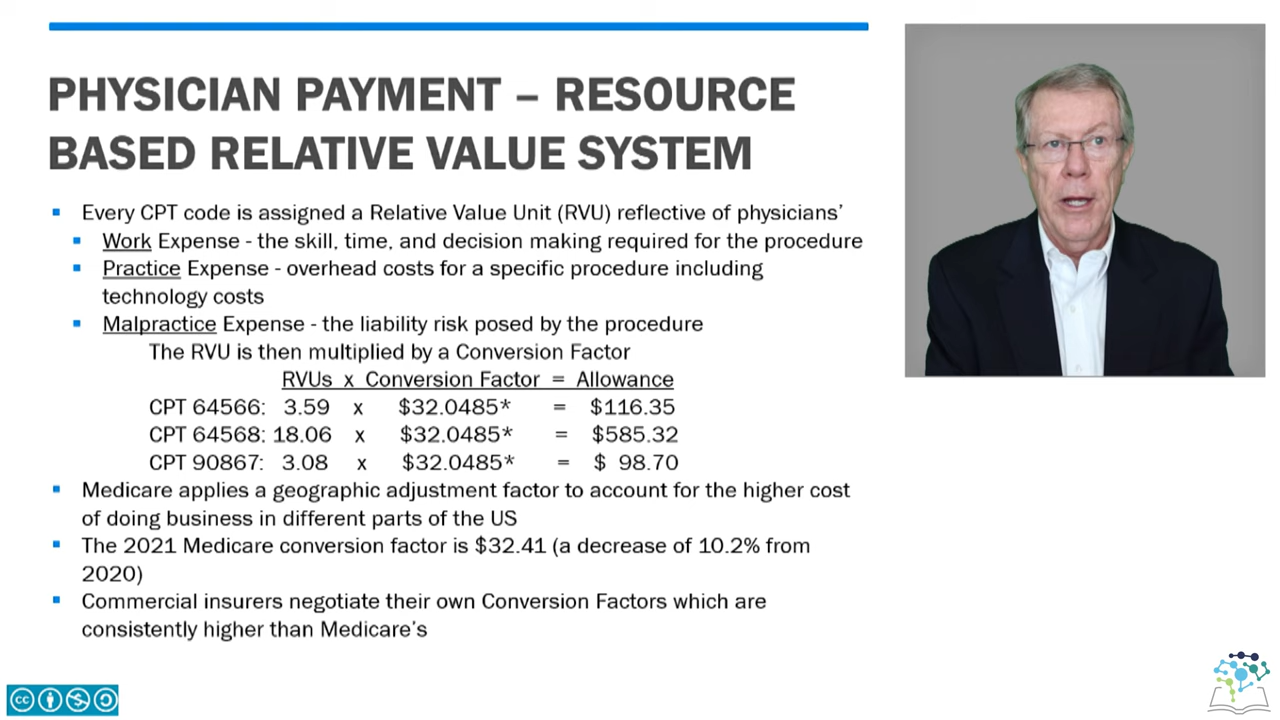 PHYSICIAN PAYMENT – RESOURCE
BASED RELATIVE VALUE SYSTEM
Every CPT code is assigned a Relative Value Unit (RVU) reflective of physicians’
Work Expense - the skill, time, and decision making required for the procedure
Practice Expense - overhead costs for a specific procedure including
technology costs
Malpractice Expense - the liability risk posed by the procedure
The RVU is then multiplied by a Conversion Factor
RVUs x Conversion Factor = Allowance
CPT 64566: 3.59 x $32.0485* = $116.35
CPT 64568: 18.06 x $32.0485* = $585.32
CPT 90867: 3.08 x $32.0485* = $ 98.70
Medicare applies a geographic adjustment factor to account for the higher cost
of doing business in different parts of the US
The 2021 Medicare conversion factor is $32.41 (a decrease of 10.2% from
2020)
Commercial insurers negotiate their own Conversion Factors which are
consistently higher than Medicare’s
cc